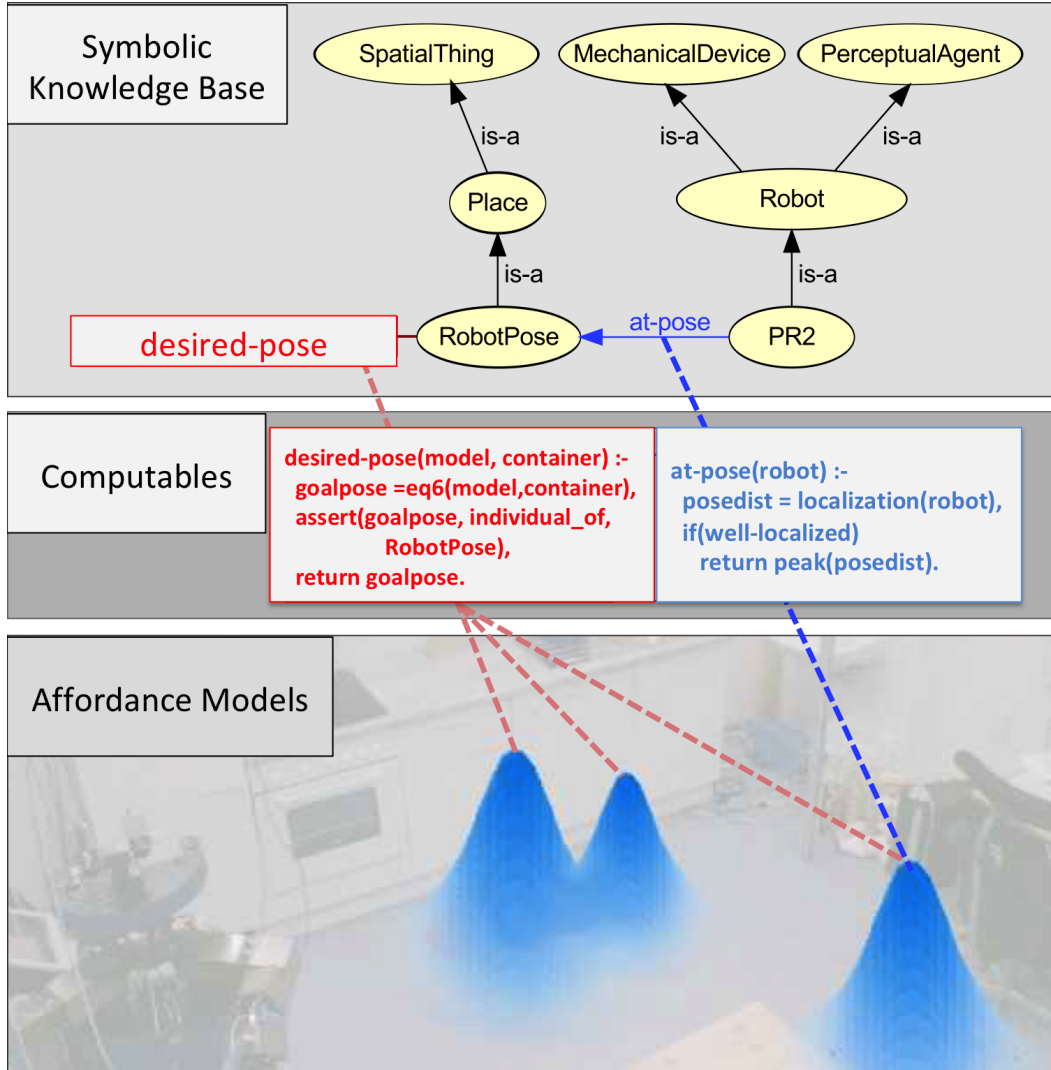 Symbolic
Knowledge Base
SpatialThing
MechanicalDevice
PerceptualAgent
is-a
is-a
is-a
Place
Robot
is-a
is-a
desired-pose
RobotPose
at-pose
PR2
Computables
desired-pose(model, container) :-
goalpose =eq6(model,container),
assert(goalpose, individual_of,
RobotPose),
return goalpose.
at-pose(robot) :-
posedist = localization(robot),
if(well-localized)
return peak(posedist).
Affordance Models